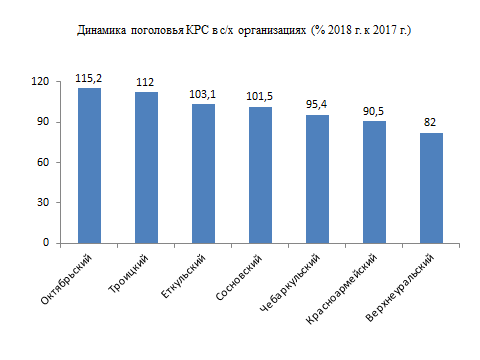 Динамика поголовья КРС в с/х организациях (% 2018 г. к 2017 г.)
120
90
60
30
0
115,2
112
103,1
101,5
95,4
90,5
82
Октябрьский
Троицкий
Еткульский
Сосновский
Чебаркульский
Красноармейский
Верхнеуральский